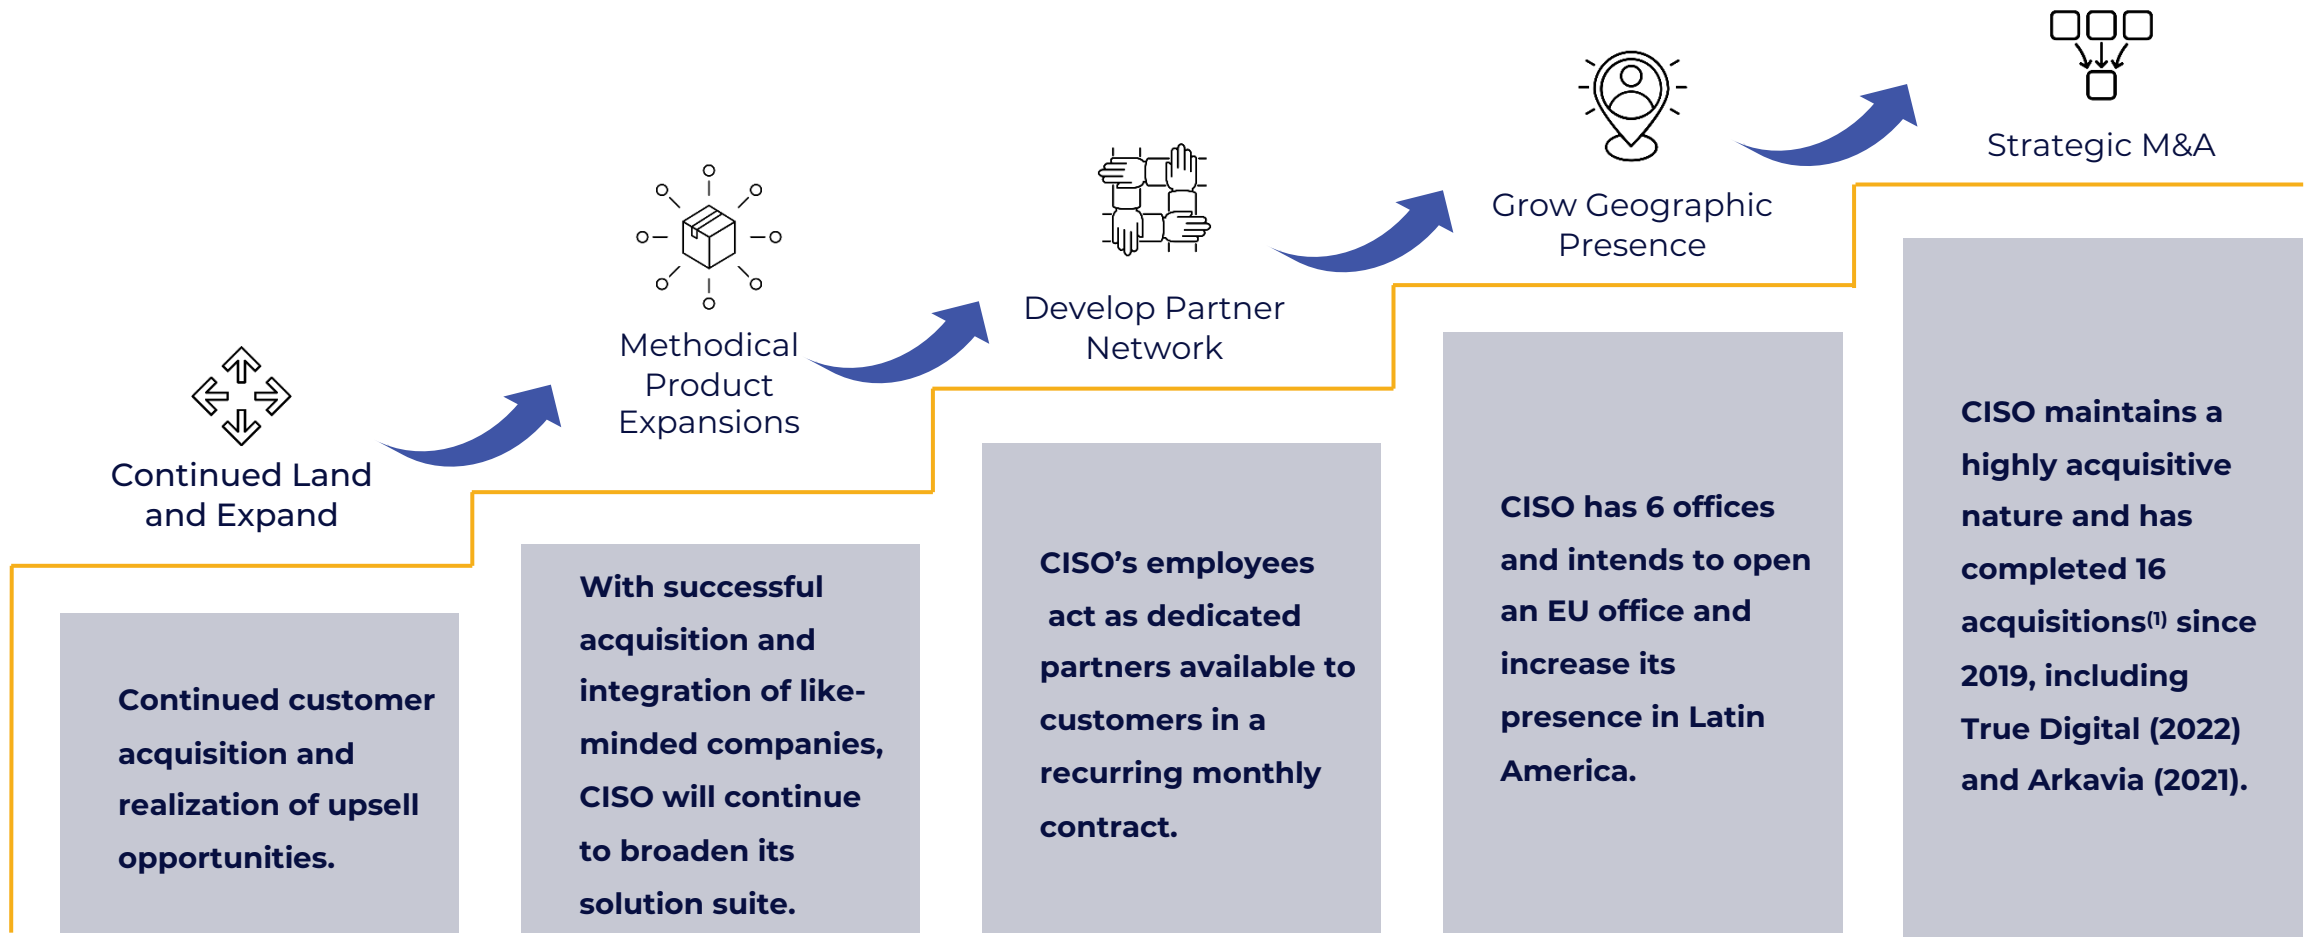 Continued Land
and Expand
Continued customer
acquisition and
realization of upsell
opportunities.
Methodical
Product
Expansions
With successful
acquisition and
integration of like-
minded companies,
CISO will continue
to broaden its
solution suite.
Develop Partner
Network
CISO’s employees
act as dedicated
partners available to
customers in a
recurring monthly
contract.
Grow Geographic
Presence
CISO has 6 offices
and intends to open
an EU office and
increase its
presence in Latin
America.
Strategic M&A
CISO maintains a
highly acquisitive
nature and has
completed 16
acquisitions(1) since
2019, including
True Digital (2022)
and Arkavia (2021).